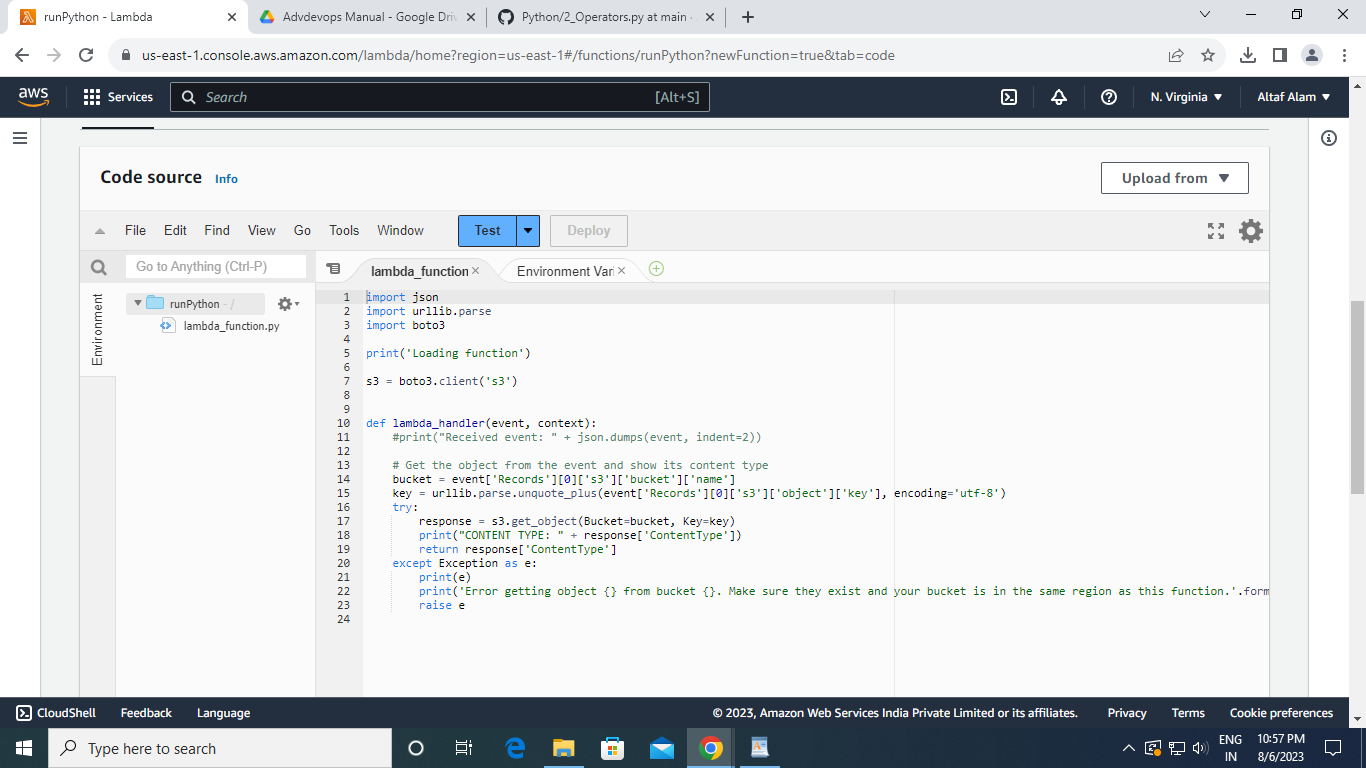 runPython - Lambda
Advdevops Manual - Google Dri
Python/2_Operators.py at main ·
us-east-1.console.aws.amazon.com/lambda/home?region=us-east-1#/functions/runPython?newFunction=true&tab=code
aws
Services
Search
[Alt+S]
N. Virginia
Altaf Alam
Code source Info
Upload from
File Edit Find View Go Tools Window Test Deploy
Go to Anything (Ctrl-P)
lambda_function
Environment Vari
Environment
runPython - /
lambda_function.py
1 import json
2 import urllib.parse
3 import boto3
4
5 print('Loading function')
6
7 s3 = boto3.client('s3')
8
9
10 def lambda_handler(event, context):
11 #print("Received event: " + json.dumps(event, indent=2))
12
13 # Get the object from the event and show its content type
14 bucket = event['Records'][0]['s3']['bucket']['name']
15 key = urllib.parse.unquote_plus(event['Records'][0]['s3']['object']['key'], encoding='utf-8')
16 try:
17 response = s3.get_object(Bucket=bucket, Key=key)
18 print("CONTENT TYPE: " + response['ContentType'])
19 return response['ContentType']
20 except Exception as e:
21 print(e)
22 print('Error getting object {} from bucket {}. Make sure they exist and your bucket is in the same region as this function.'.form
23 raise e
24
CloudShell Feedback Language
© 2023, Amazon Web Services India Private Limited or its affiliates. Privacy Terms Cookie preferences
Type here to search
ENG
IN
10:57 PM
8/6/2023